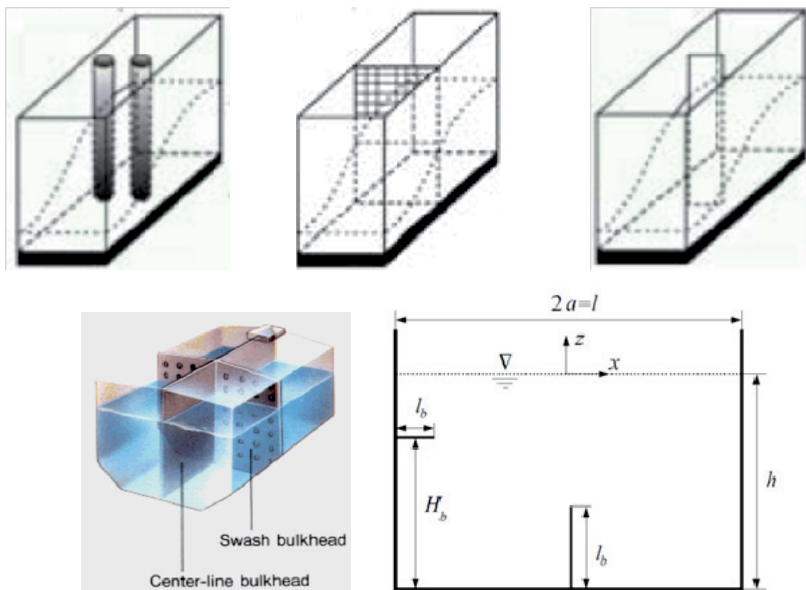 2a=l
z
∇
x
l_b
h
H_b
l_b
Swash bulkhead
Center-line bulkhead